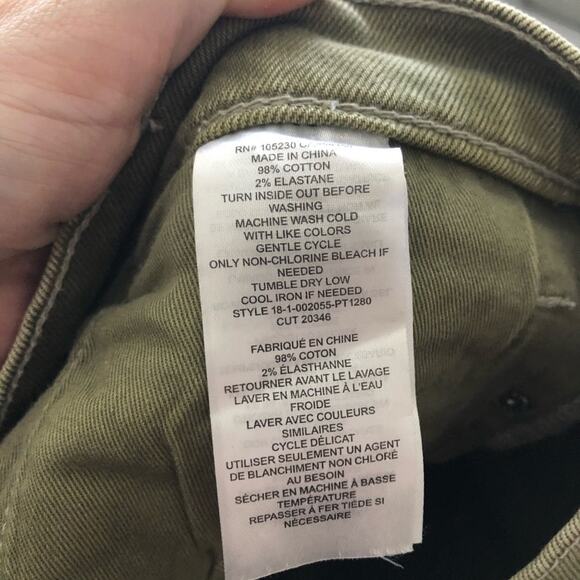 RN# 105230
MADE IN CHINA
98% COTTON
2% ELASTANE
TURN INSIDE OUT BEFORE
WASHING
MACHINE WASH COLD
WITH LIKE COLORS
GENTLE CYCLE
ONLY NON-CHLORINE BLEACH IF
NEEDED
TUMBLE DRY LOW
COOL IRON IF NEEDED
STYLE 18-1-002055-PT1280
CUT 20346
FABRIQUÉ EN CHINE
98% COTON
2% ÉLASTHANNE
RETOURNER AVANT LE LAVAGE
LAVER EN MACHINE À L'EAU
FROIDE
LAVER AVEC COULEURS
SIMILAIRES
CYCLE DÉLICAT
UTILISER SEULEMENT UN AGENT
DE BLANCHIMENT NON CHLORÉ
AU BESOIN
SÉCHER EN MACHINE À BASSE
TEMPÉRATURE
REPASSER À FER TIÈDE SI
NÉCESSAIRE